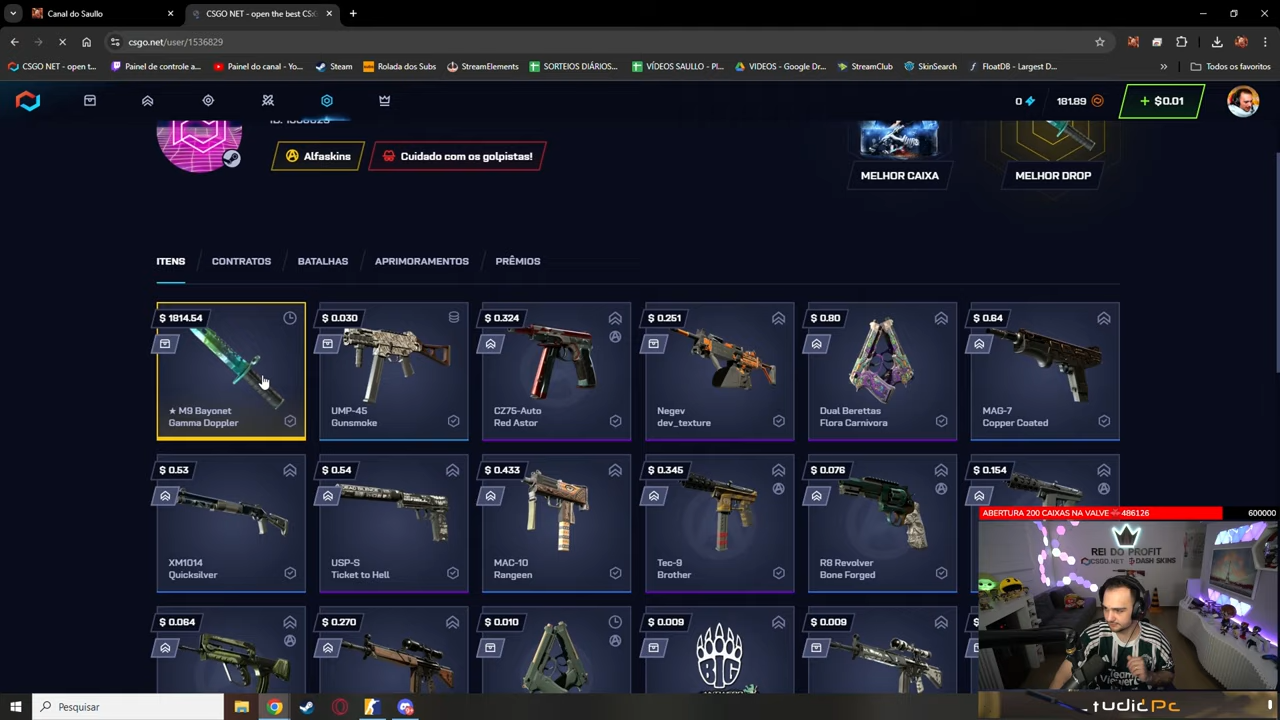 Canal do Saullo
CSGO NET - open the best CS:G
csgo.net/user/1536829
CSGO NET - open t...
Painel de controle a...
Painel do canal - Yo...
Steam
Rolada dos Subs
StreamElements
SORTEIOS DIÁRIOS...
VÍDEOS SAULLO - Pl...
VIDEOS - Google Dr...
StreamClub
SkinSearch
FloatDB - Largest D...
Todos os favoritos
0
181.89
+ $0.01
Alfaskins
Cuidado com os golpistas!
MELHOR CAIXA
MELHOR DROP
ITENS
CONTRATOS
BATALHAS
APRIMORAMENTOS
PRÊMIOS
$ 1814.54
★ M9 Bayonet
Gamma Doppler
$ 0.030
UMP-45
Gunsmoke
$ 0.324
CZ75-Auto
Red Astor
$ 0.251
Negev
dev_texture
$ 0.80
Dual Berettas
Flora Carnivora
$ 0.64
MAG-7
Copper Coated
$ 0.53
XM1014
Quicksilver
$ 0.54
USP-S
Ticket to Hell
$ 0.433
MAC-10
Rangeen
$ 0.345
Tec-9
Brother
$ 0.076
R8 Revolver
Bone Forged
$ 0.154
$ 0.064
$ 0.270
$ 0.010
$ 0.009
BIG
$ 0.009
ABERTURA 200 CAIXAS NA VALVE
486126
600000
REI DO PROFIT
CSGO.NET
DASH SKINS
Pesquisar